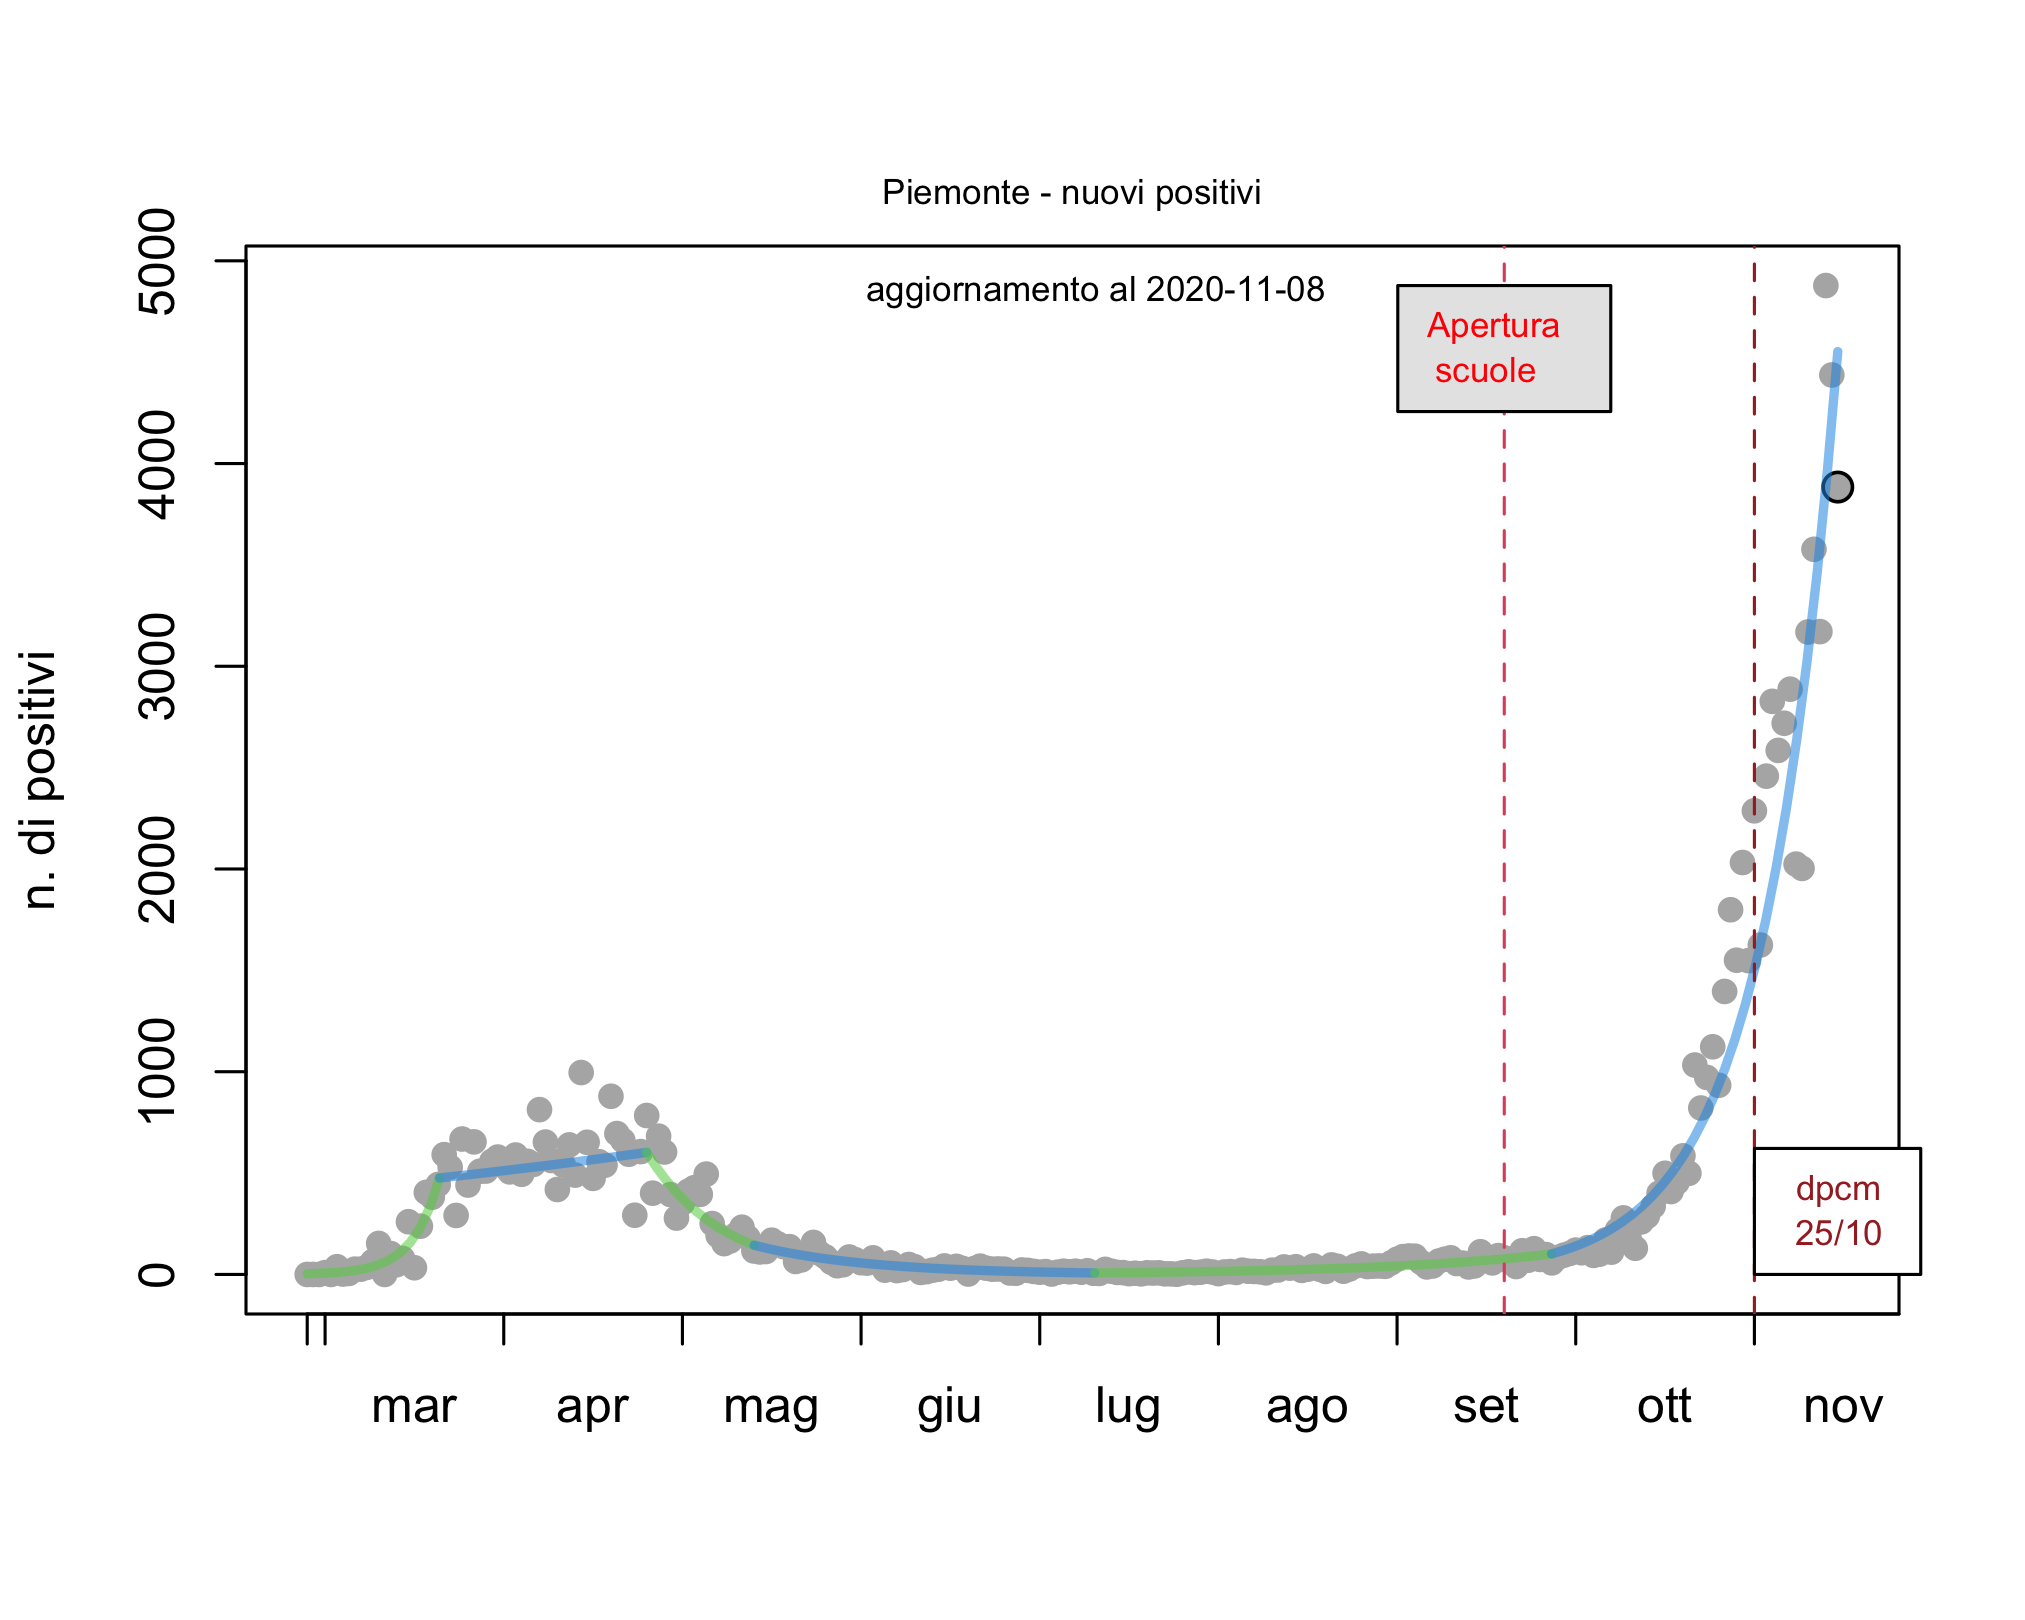 Piemonte - nuovi positivi
aggiornamento al 2020-11-08
Apertura
scuole
dpcm
25/10
n. di positivi
5000
4000
3000
2000
1000
0
mar apr mag giu lug ago set ott nov